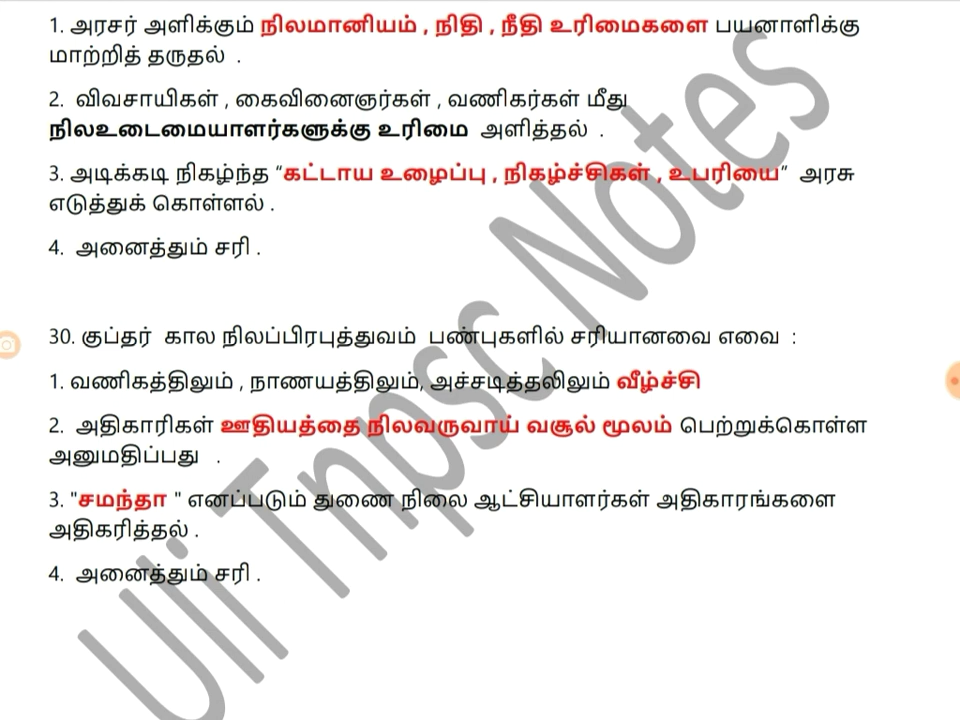 1. அரசர் அளிக்கும் நிலமானியம் , நிதி , நீதி உரிமைகளை பயனாளிக்கு
மாற்றித் தருதல் .
2. விவசாயிகள் , கைவினைஞர்கள் , வணிகர்கள் மீது
நிலஉடைமையாளர்களுக்கு உரிமை அளித்தல் .
3. அடிக்கடி நிகழ்ந்த “கட்டாய உழைப்பு , நிகழ்ச்சிகள் , உபரியை” அரசு
எடுத்துக் கொள்ளல் .
4. அனைத்தும் சரி .
30. குப்தர் கால நிலப்பிரபுத்துவம் பண்புகளில் சரியானவை எவை :
1. வணிகத்திலும் , நாணயத்திலும், அச்சடித்தலிலும் வீழ்ச்சி
2. அதிகாரிகள் ஊதியத்தை நிலவருவாய் வசூல் மூலம் பெற்றுக்கொள்ள
அனுமதிப்பது .
3. "சமந்தா " எனப்படும் துணை நிலை ஆட்சியாளர்கள் அதிகாரங்களை
அதிகரித்தல் .
4. அனைத்தும் சரி .
Uli Tnpsc Notes